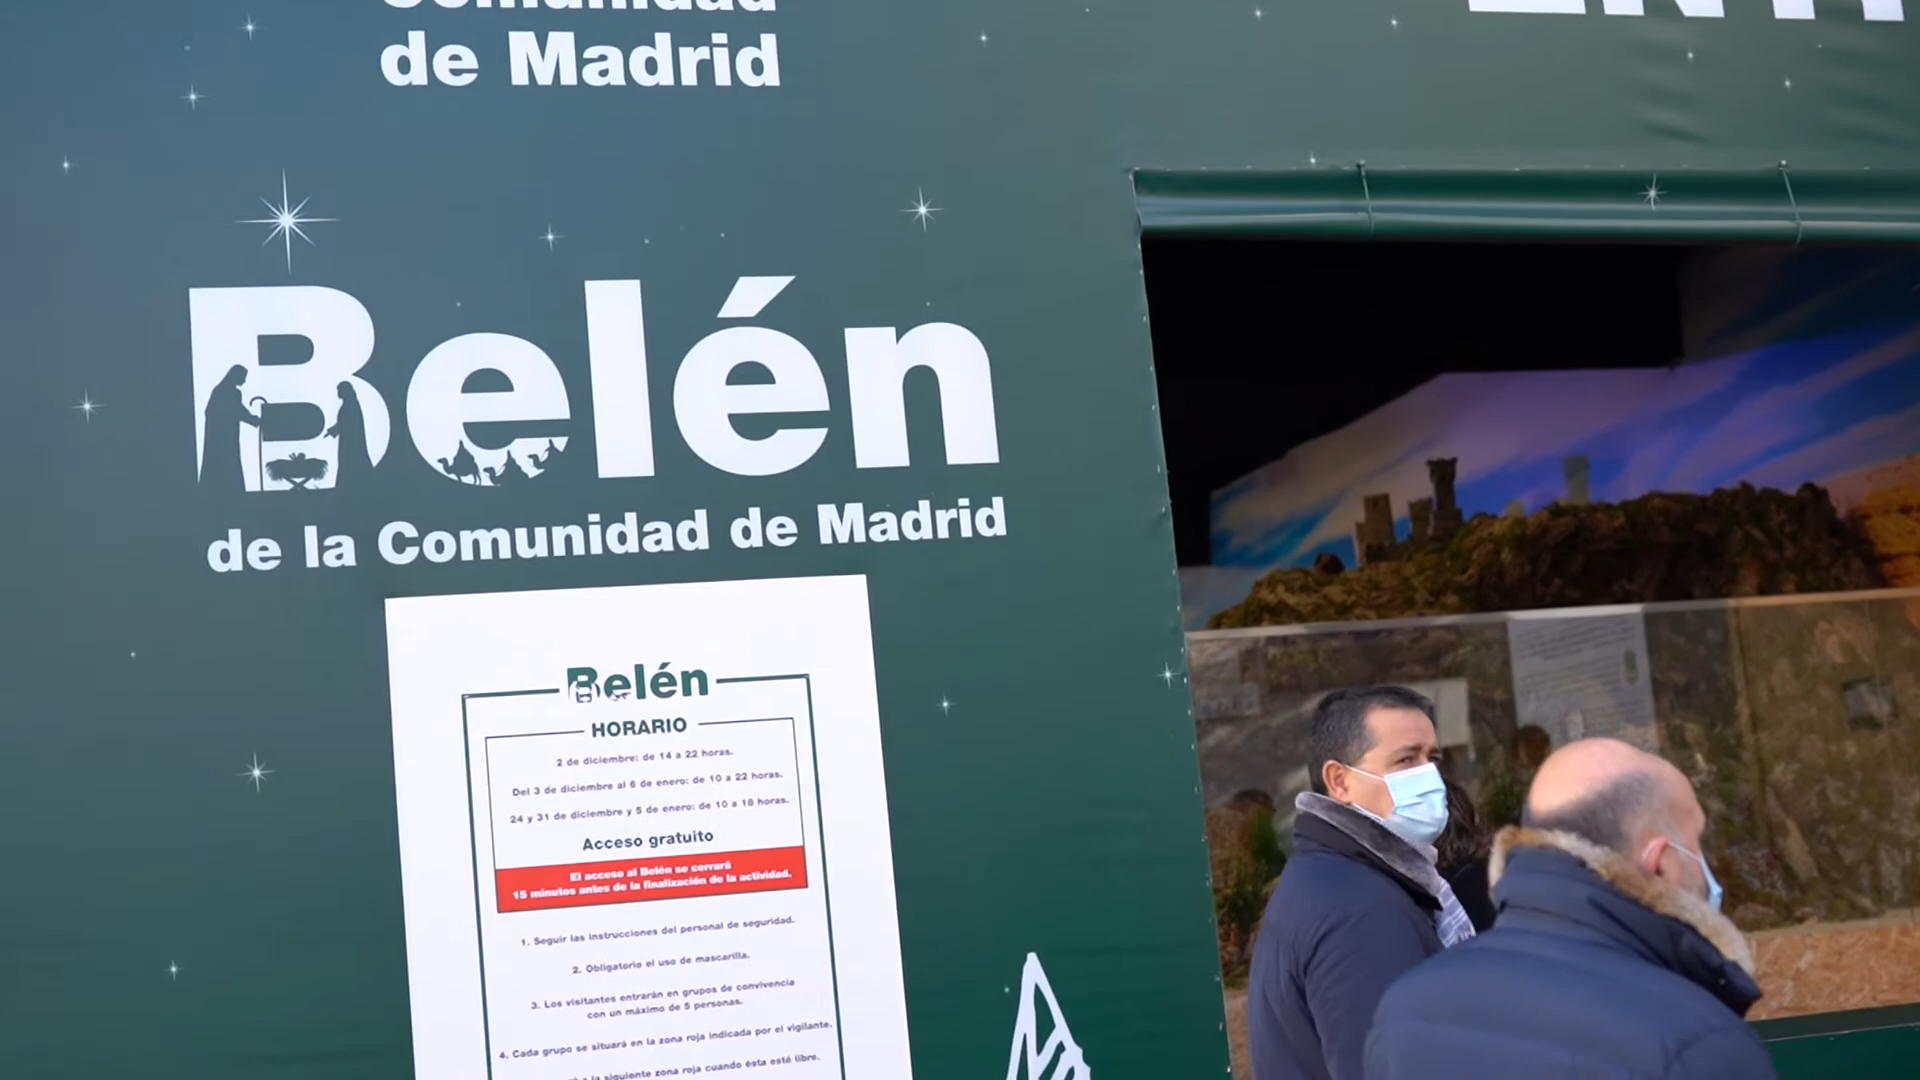 Comunidad
de Madrid
Belén
de la Comunidad de Madrid
Belén
HORARIO
2 de diciembre: de 14 a 22 horas.
Del 3 de diciembre al 6 de enero: de 10 a 22 horas.
24 y 31 de diciembre y 5 de enero: de 10 a 18 horas.
Acceso gratuito
El acceso al Belén se cerrará
15 minutos antes de la finalización de la actividad.
1. Seguir las instrucciones del personal de seguridad.
2. Obligatorio el uso de mascarilla.
3. Los visitantes entrarán en grupos de convivencia
con un máximo de 5 personas.
4. Cada grupo se situará en la zona roja indicada por el vigilante.
la siguiente zona roja cuando ésta esté libre.